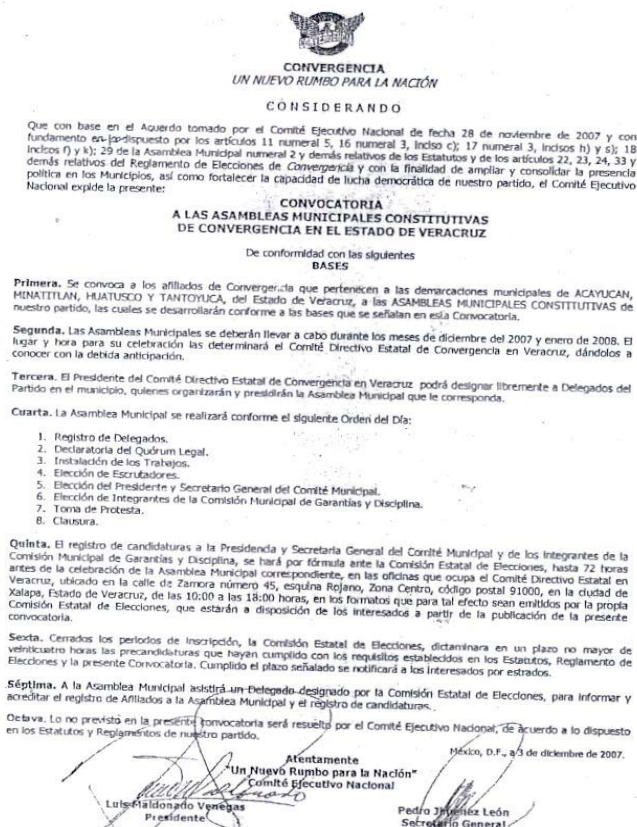 CONVERGENCIA
CONVERGENCIA
UN NUEVO RUMBO PARA LA NACIÓN
CONSIDERANDO
Que con base en el Acuerdo tomado por el Comité Ejecutivo Nacional de fecha 28 de noviembre de 2007 y con
fundamento en lo dispuesto por los artículos 11 numeral 5, 16 numeral 3, Inciso c); 17 numeral 3, Incisos h) y s); 18
Incisos f) y k); 29 de la Asamblea Municipal numeral 2 y demás relativos de los Estatutos y de los artículos 22, 23, 24, 33 y
demás relativos del Reglamento de Elecciones de Convergencia y con la finalidad de ampliar y consolidar la presencia
política en los Municipios, así como fortalecer la capacidad de lucha democrática de nuestro partido, el Comité Ejecutivo
Nacional expide la presente:
CONVOCATORIA
A LAS ASAMBLEAS MUNICIPALES CONSTITUTIVAS
DE CONVERGENCIA EN EL ESTADO DE VERACRUZ
De conformidad con las siguientes
BASES
Primera. Se convoca a los afiliados de Convergencia que pertenecen a las demarcaciones municipales de ACAYUCAN,
MINATITLAN, HUATUSCO Y TANTOYUCA, del Estado de Veracruz, a las ASAMBLEAS MUNICIPALES CONSTITUTIVAS de
nuestro partido, las cuales se desarrollarán conforme a las bases que se señalan en esta Convocatoria.
Segunda. Las Asambleas Municipales se deberán llevar a cabo durante los meses de diciembre del 2007 y enero de 2008. El
lugar y hora para su celebración las determinará el Comité Directivo Estatal de Convergencia en Veracruz, dándolos a
conocer con la debida anticipación.
Tercera. El Presidente del Comité Directivo Estatal de Convergencia en Veracruz podrá designar libremente a Delegados del
Partido en el municipio, quienes organizarán y presidirán la Asamblea Municipal que le corresponda.
Cuarta. La Asamblea Municipal se realizará conforme el siguiente Orden del Día:
1. Registro de Delegados.
2. Declaratoria del Quórum Legal.
3. Instalación de los Trabajos.
4. Elección de Escrutadores.
5. Elección del Presidente y Secretario General del Comité Municipal.
6. Elección de Integrantes de la Comisión Municipal de Garantías y Disciplina.
7. Toma de Protesta.
8. Clausura.
Quinta. El registro de candidaturas a la Presidencia y Secretaria General del Comité Municipal y de los integrantes de la
Comisión Municipal de Garantías y Disciplina, se hará por fórmula ante la Comisión Estatal de Elecciones, hasta 72 horas
antes de la celebración de la Asamblea Municipal correspondiente, en las oficinas que ocupa el Comité Directivo Estatal en
Veracruz, ubicado en la calle de Zamora número 45, esquina Rojano, Zona Centro, código postal 91000, en la ciudad de
Xalapa, Estado de Veracruz, de las 10:00 a las 18:00 horas, en los formatos que para tal efecto sean emitidos por la propia
Comisión Estatal de Elecciones, que estarán a disposición de los interesados a partir de la publicación de la presente
convocatoria.
Sexta. Cerrados los periodos de inscripción, la Comisión Estatal de Elecciones, dictaminara en un plazo no mayor de
veinticuatro horas las precandidaturas que hayan cumplido con los requisitos establecidos en los Estatutos, Reglamento de
Elecciones y la presente Convocatoria. Cumplido el plazo señalado se notificará a los interesados por estrados.
Séptima. A la Asamblea Municipal asistirá un Delegado designado por la Comisión Estatal de Elecciones, para informar y
acreditar el registro de Afiliados a la Asamblea Municipal y el registro de candidaturas.
Octava. Lo no previsto en la presente convocatoria será resuelto por el Comité Ejecutivo Nacional, de acuerdo a lo dispuesto
en los Estatutos y Reglamentos de nuestro partido.
México, D.F., a 3 de diciembre de 2007.
Atentamente
"Un Nuevo Rumbo para la Nación"
Comité Ejecutivo Nacional
Luis Maldonado Venegas
Presidente
Pedro Jiménez León
Secretario General